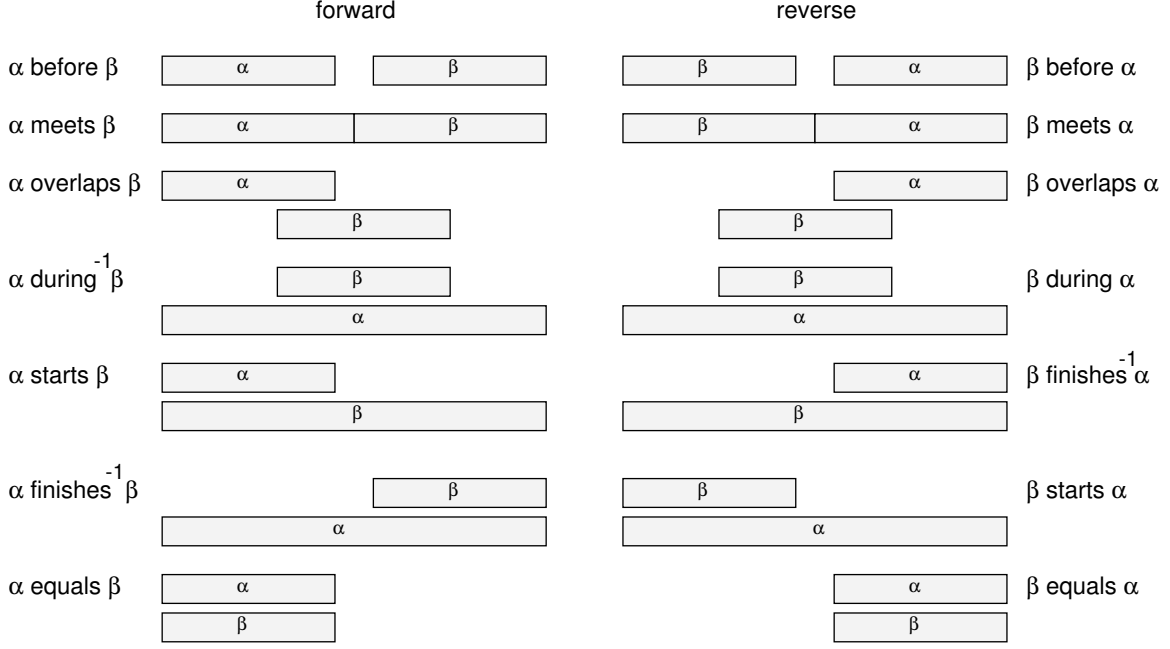 forward reverse
α before β α β β α β before α
α meets β α β β α β meets α
α overlaps β α α β overlaps α
β β
α during⁻¹ β β β β during α
α α
α starts β α α β finishes⁻¹ α
β β
α finishes⁻¹ β β β β starts α
α α
α equals β α α β equals α
β β